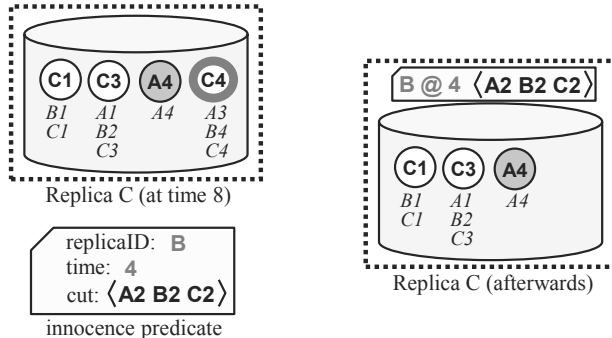 C1 C3 A4 C4
B1 A1 A4 A3
C1 B2 B4
C3 C4
Replica C (at time 8)
replicaID: B
time: 4
cut: ⟨A2 B2 C2⟩
innocence predicate
B @ 4 ⟨A2 B2 C2⟩
C1 C3 A4
B1 A1 A4
C1 B2
C3
Replica C (afterwards)